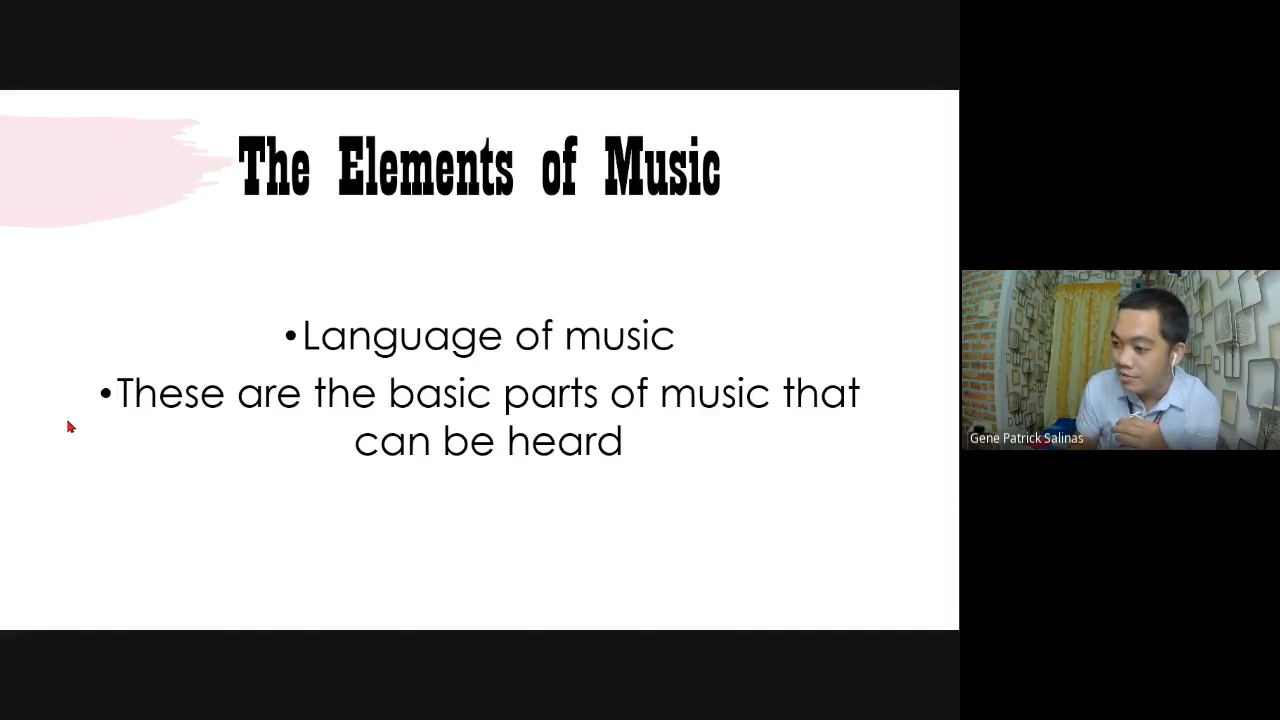 The Elements of Music
•Language of music
•These are the basic parts of music that
can be heard
Gene Patrick Salinas